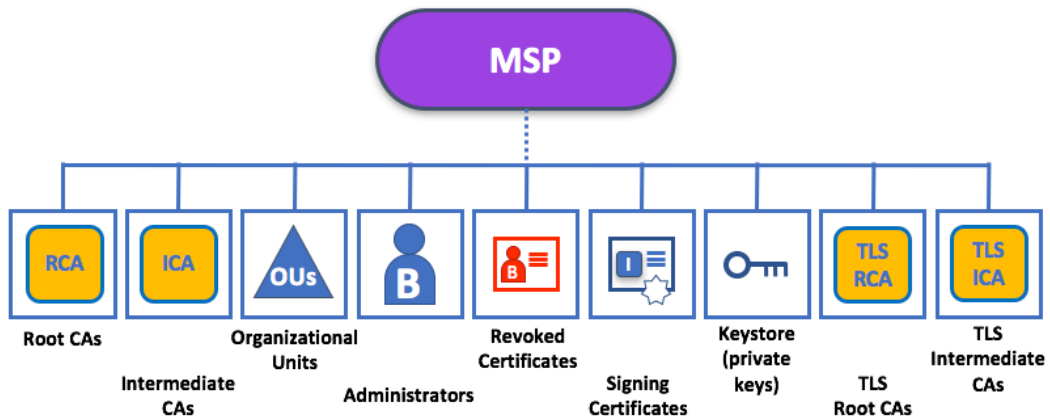 MSP
RCA
ICA
OUs
B
B
I
TLS
RCA
TLS
ICA
Root CAs
Intermediate
CAs
Organizational
Units
Administrators
Revoked
Certificates
Signing
Certificates
Keystore
(private
keys)
TLS
Root CAs
TLS
Intermediate
CAs